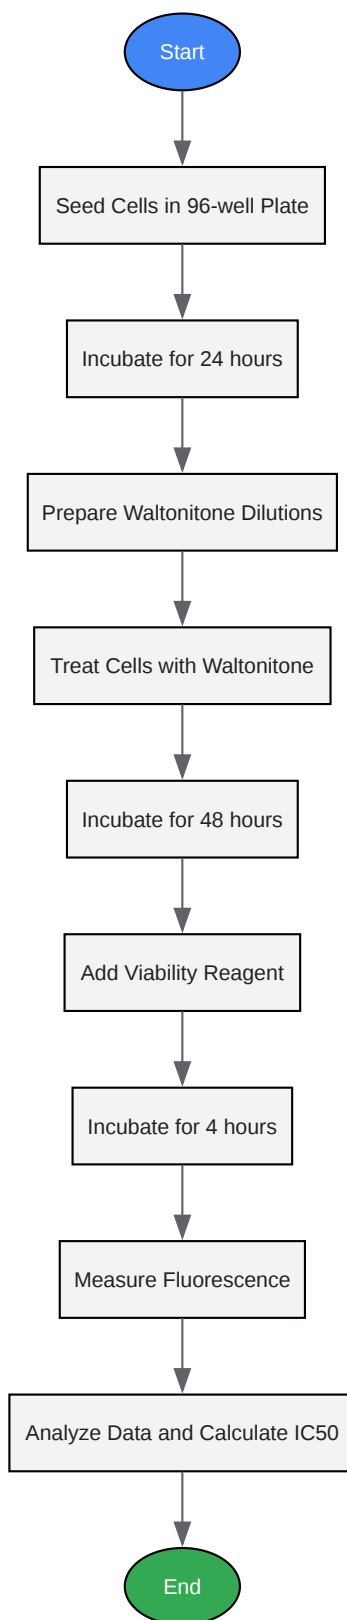 Start
Seed Cells in 96-well Plate
Incubate for 24 hours
Prepare Waltonitone Dilutions
Treat Cells with Waltonitone
Incubate for 48 hours
Add Viability Reagent
Incubate for 4 hours
Measure Fluorescence
Analyze Data and Calculate IC50
End